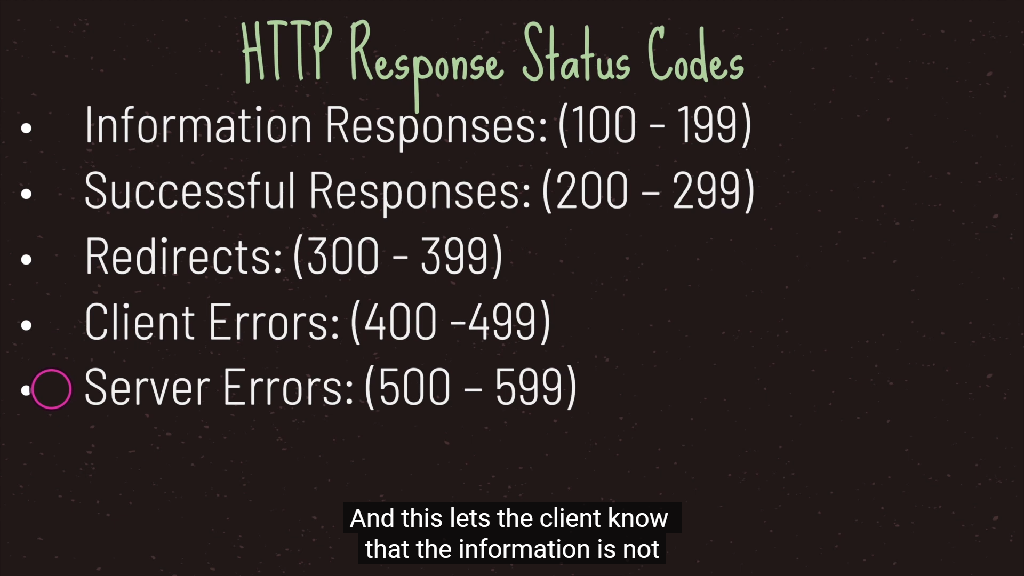 HTTP Response Status Codes
• Information Responses: (100 - 199)
• Successful Responses: (200 – 299)
• Redirects: (300 - 399)
• Client Errors: (400 -499)
• Server Errors: (500 – 599)
And this lets the client know
that the information is not